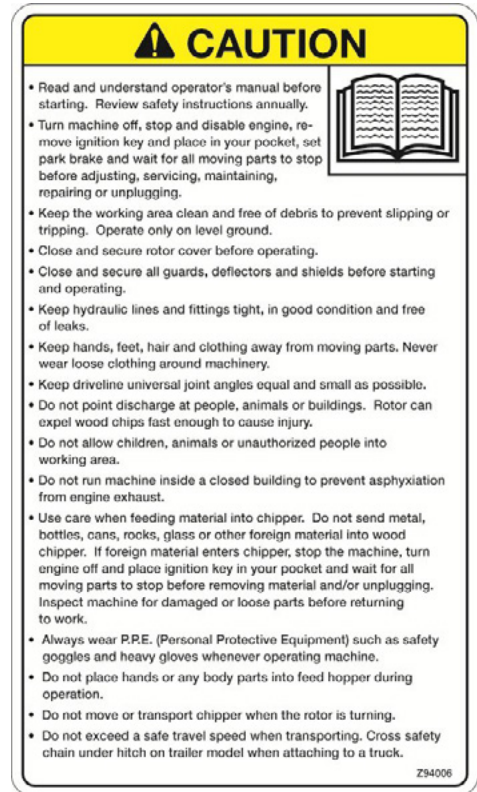 CAUTION
• Read and understand operator's manual before
starting. Review safety instructions annually.
• Turn machine off, stop and disable engine, re-
move ignition key and place in your pocket, set
park brake and wait for all moving parts to stop
before adjusting, servicing, maintaining,
repairing or unplugging.
• Keep the working area clean and free of debris to prevent slipping or
tripping. Operate only on level ground.
• Close and secure rotor cover before operating.
• Close and secure all guards, deflectors and shields before starting
and operating.
• Keep hydraulic lines and fittings tight, in good condition and free
of leaks.
• Keep hands, feet, hair and clothing away from moving parts. Never
wear loose clothing around machinery.
• Keep driveline universal joint angles equal and small as possible.
• Do not point discharge at people, animals or buildings. Rotor can
expel wood chips fast enough to cause injury.
• Do not allow children, animals or unauthorized people into
working area.
• Do not run machine inside a closed building to prevent asphyxiation
from engine exhaust.
• Use care when feeding material into chipper. Do not send metal,
bottles, cans, rocks, glass or other foreign material into wood
chipper. If foreign material enters chipper, stop the machine, turn
engine off and place ignition key in your pocket and wait for all
moving parts to stop before removing material and/or unplugging.
Inspect machine for damaged or loose parts before returning
to work.
• Always wear P.P.E. (Personal Protective Equipment) such as safety
goggles and heavy gloves whenever operating machine.
• Do not place hands or any body parts into feed hopper during
operation.
• Do not move or transport chipper when the rotor is turning.
• Do not exceed a safe travel speed when transporting. Cross safety
chain under hitch on trailer model when attaching to a truck.
Z94006